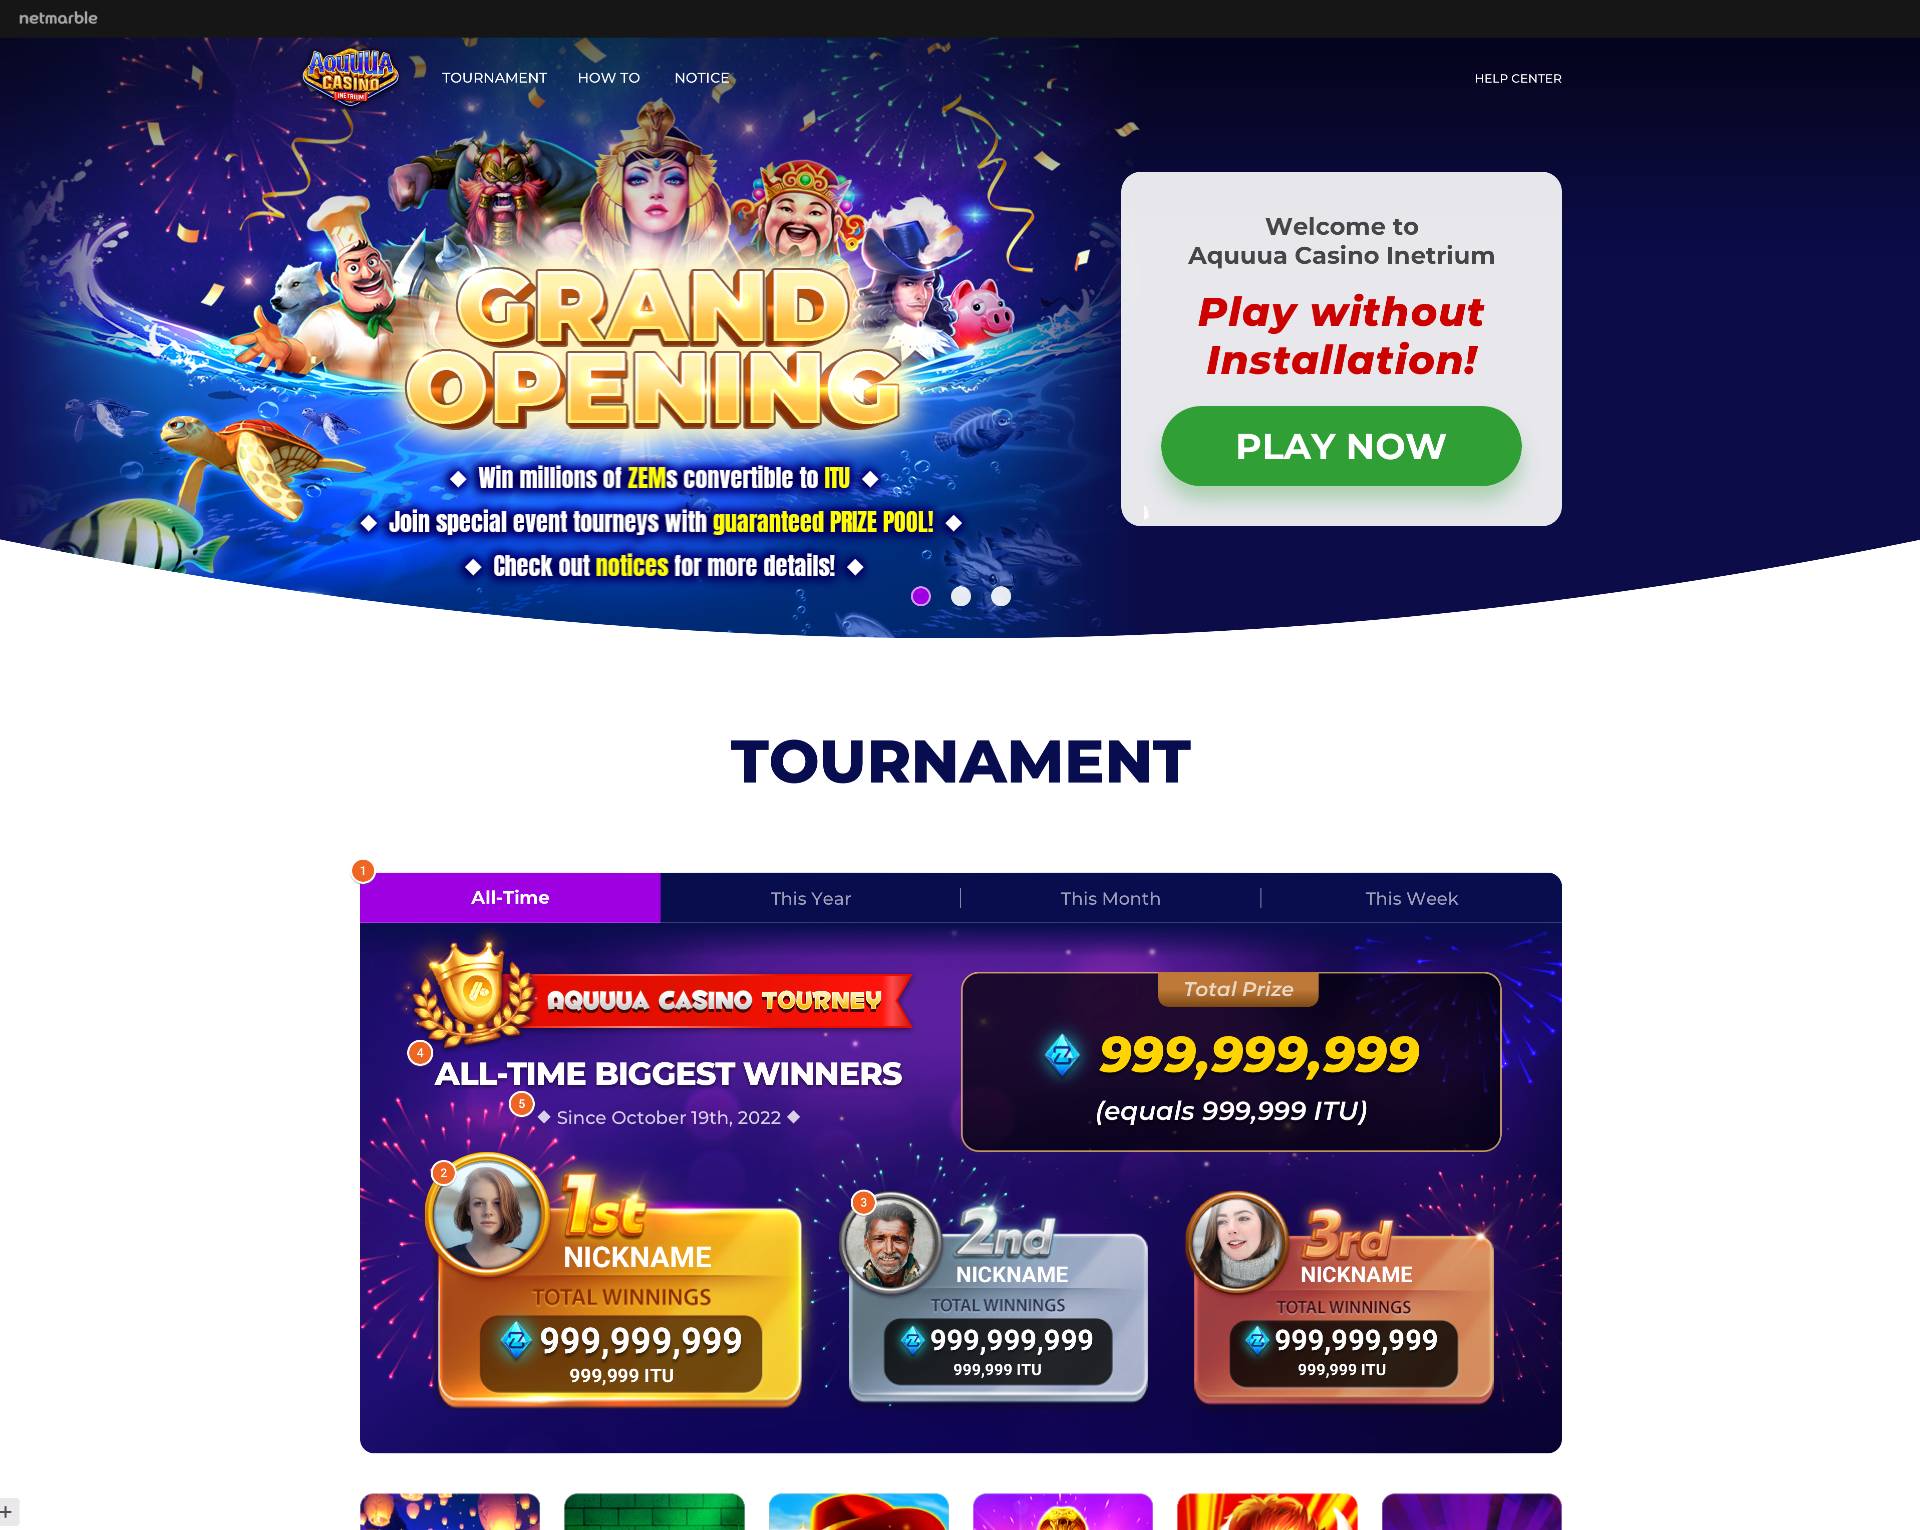 netmarble
AQUUUA
CASINO
INETRIUM
TOURNAMENT
HOW TO
NOTICE
HELP CENTER
Welcome to
Aquuua Casino Inetrium
Play without
Installation!
PLAY NOW
GRAND
OPENING
◆ Win millions of ZEMs convertible to ITU ◆
◆ Join special event tourneys with guaranteed PRIZE POOL! ◆
◆ Check out notices for more details! ◆
TOURNAMENT
1
All-Time
This Year
This Month
This Week
AQUUUA CASINO TOURNEY
4
ALL-TIME BIGGEST WINNERS
5
◆ Since October 19th, 2022 ◆
Total Prize
999,999,999
(equals 999,999 ITU)
2
1st
NICKNAME
TOTAL WINNINGS
999,999,999
999,999 ITU
3
2nd
NICKNAME
TOTAL WINNINGS
999,999,999
999,999 ITU
3rd
NICKNAME
TOTAL WINNINGS
999,999,999
999,999 ITU
+